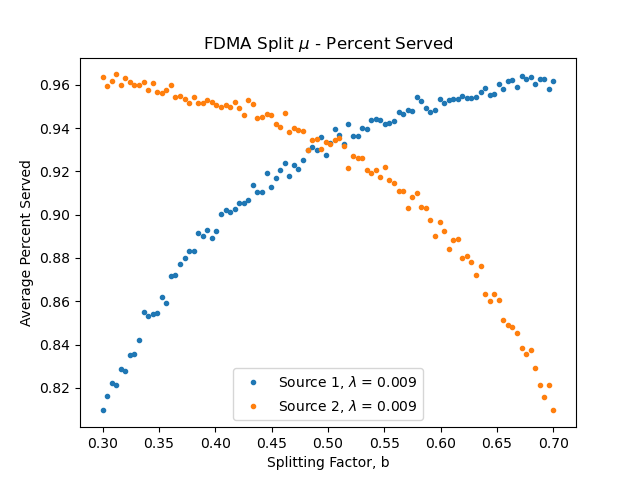 FDMA Split μ - Percent Served
Average Percent Served
0.96
0.94
0.92
0.90
0.88
0.86
0.84
0.82
Source 1, λ = 0.009
Source 2, λ = 0.009
0.30 0.35 0.40 0.45 0.50 0.55 0.60 0.65 0.70
Splitting Factor, b